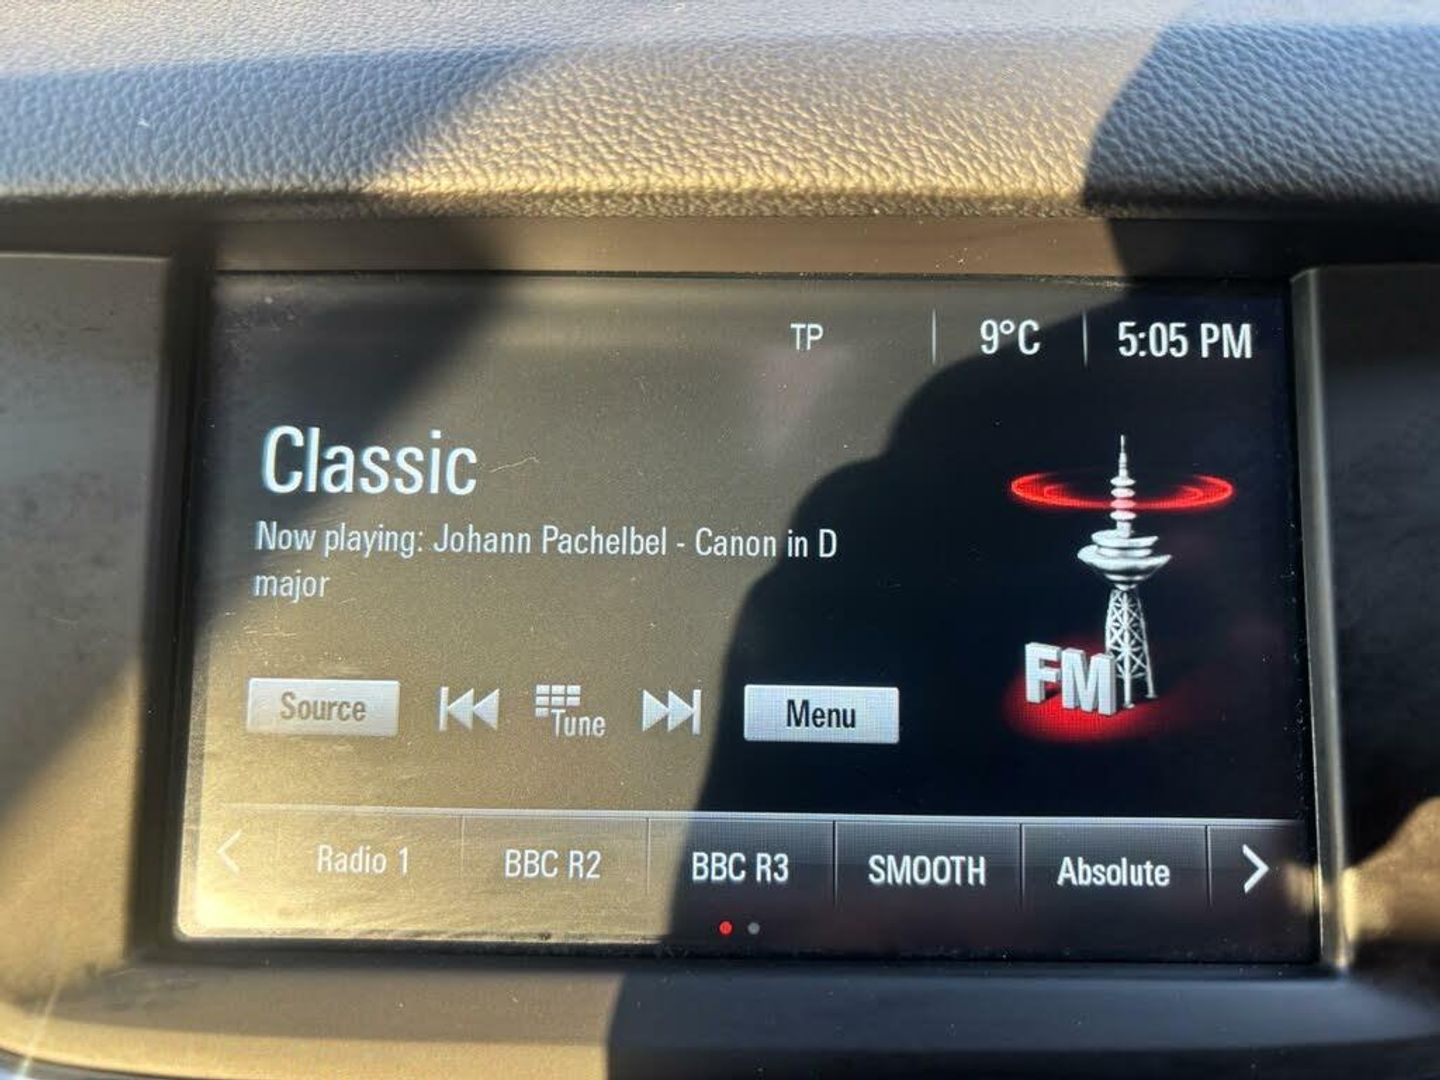 TP 9°C 5:05 PM
Classic
Now playing: Johann Pachelbel - Canon in D
major
Source Tune Menu
FM
Radio 1 BBC R2 BBC R3 SMOOTH Absolute